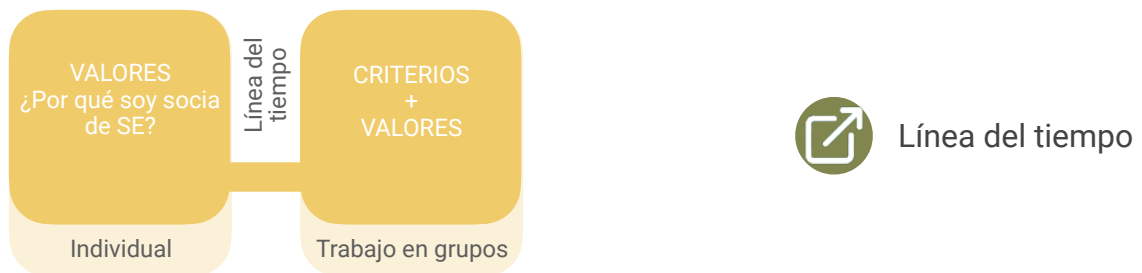 VALORES
¿Por qué soy socia
de SE?
Individual
Línea del
tiempo
CRITERIOS
+
VALORES
Trabajo en grupos
Línea del tiempo